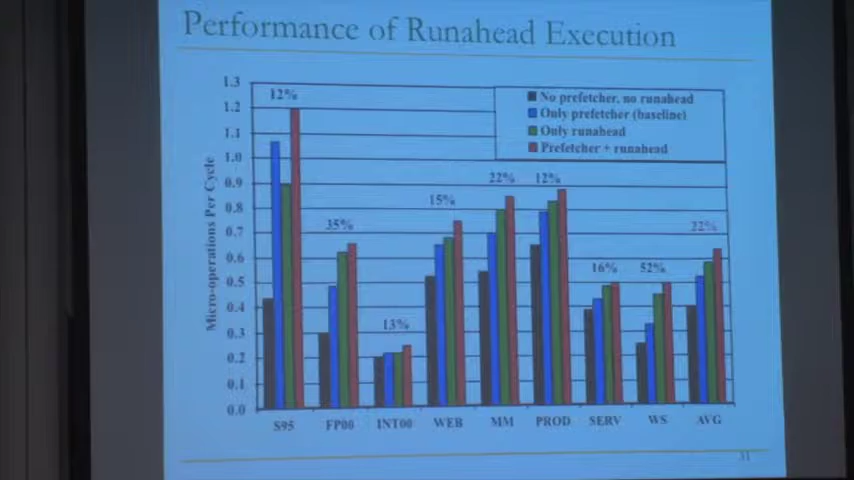 Performance of Runahead Execution
1.3
1.2
1.1
1.0
0.9
0.8
0.7
0.6
0.5
0.4
0.3
0.2
0.1
0.0
Micro-operations Per Cycle
No prefetcher, no runahead
Only prefetcher (baseline)
Only runahead
Prefetcher + runahead
12%
35%
13%
15%
22%
12%
16%
52%
22%
S95
FP00
INT00
WEB
MM
PROD
SERV
WS
AVG
31